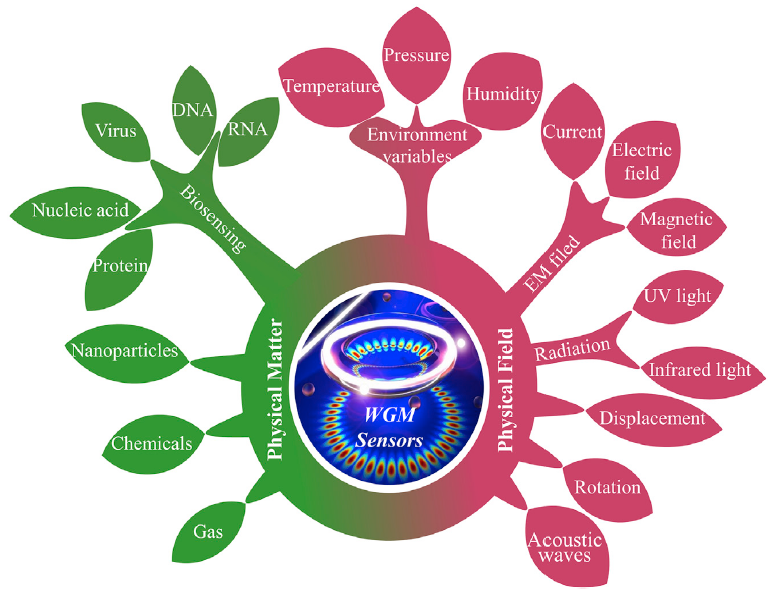 Pressure
Temperature
Humidity
DNA
RNA
Virus
Environment
variables
Current
Electric
field
Nucleic acid
Biosensing
Magnetic
field
Protein
EM filed
UV light
Nanoparticles
Radiation
Infrared light
Physical Matter
Physical Field
WGM
Sensors
Chemicals
Displacement
Rotation
Gas
Acoustic
waves